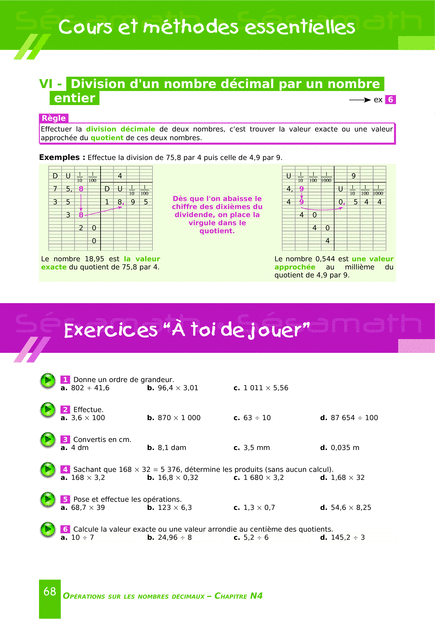 Cours et méthodes essentielles
VI - Division d'un nombre décimal par un nombre
entier
ex 6
Règle
Effectuer la division décimale de deux nombres, c'est trouver la valeur exacte ou une valeur
approchée du quotient de ces deux nombres.
Exemples : Effectue la division de 75,8 par 4 puis celle de 4,9 par 9.
D U 1/10 1/100 4
7 5, 8 D U 1/10 1/100
3 5 1 8, 9 5
3 8
2 0
0
Dès que l'on abaisse le
chiffre des dixièmes du
dividende, on place la
virgule dans le
quotient.
U 1/10 1/100 1/1000 9
4, 9 U 1/10 1/100 1/1000
4 9 0, 5 4 4
4 0
4 0
4
Le nombre 18,95 est la valeur
exacte du quotient de 75,8 par 4.
Le nombre 0,544 est une valeur
approchée au millième du
quotient de 4,9 par 9.
Exercices “À toi de jouer”
1 Donne un ordre de grandeur.
a. 802 + 41,6 b. 96,4 × 3,01 c. 1 011 × 5,56
2 Effectue.
a. 3,6 × 100 b. 870 × 1 000 c. 63 ÷ 10 d. 87 654 ÷ 100
3 Convertis en cm.
a. 4 dm b. 8,1 dam c. 3,5 mm d. 0,035 m
4 Sachant que 168 × 32 = 5 376, détermine les produits (sans aucun calcul).
a. 168 × 3,2 b. 16,8 × 0,32 c. 1 680 × 3,2 d. 1,68 × 32
5 Pose et effectue les opérations.
a. 68,7 × 39 b. 123 × 6,3 c. 1,3 × 0,7 d. 54,6 × 8,25
6 Calcule la valeur exacte ou une valeur arrondie au centième des quotients.
a. 10 ÷ 7 b. 24,96 ÷ 8 c. 5,2 ÷ 6 d. 145,2 ÷ 3
68 OPÉRATIONS SUR LES NOMBRES DÉCIMAUX – CHAPITRE N4